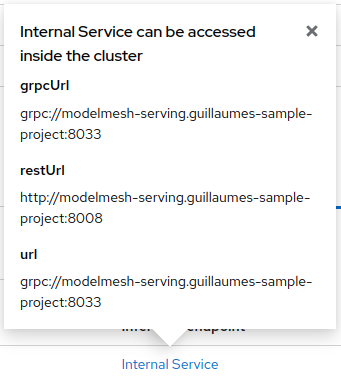 Internal Service can be accessed
inside the cluster
grpcUrl
grpc://modelmesh-serving.guillaumes-sample-
project:8033
restUrl
http://modelmesh-serving.guillaumes-sample-
project:8008
url
grpc://modelmesh-serving.guillaumes-sample-
project:8033
endpoint
Internal Service